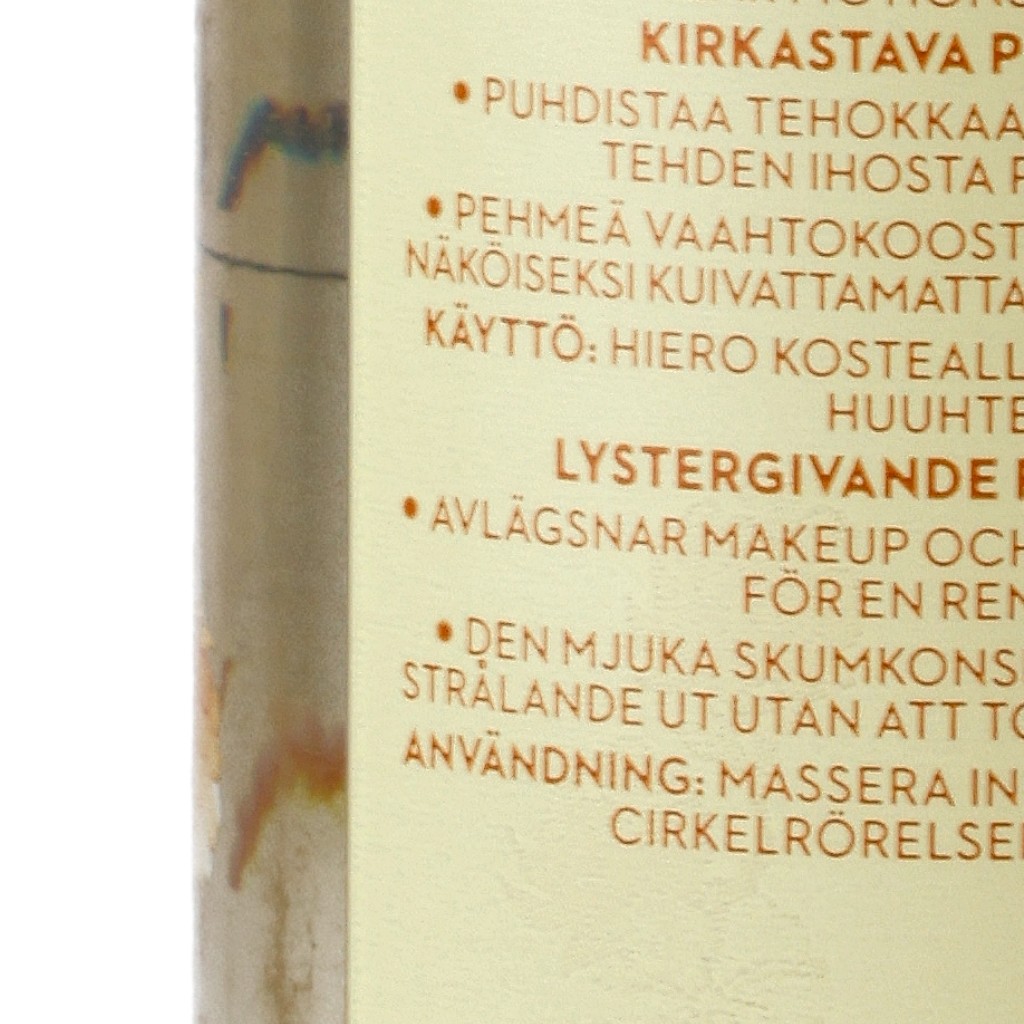 KIRKASTAVA
• PUHDISTAA TEHOKKAA
TEHDEN IHOSTA
• PEHMEÄ VAAHTOKOOST
NÄKÖISEKSI KUIVATTAMATTA
KÄYTTÖ: HIERO KOSTEALL
HUUHTE
LYSTERGIVANDE
• AVLÄGSNAR MAKEUP OCH
FÖR EN REN
• DEN MJUKA SKUMKONS
STRÅLANDE UT UTAN ATT TO
ANVÄNDNING: MASSERA IN
CIRKELRÖRELSE